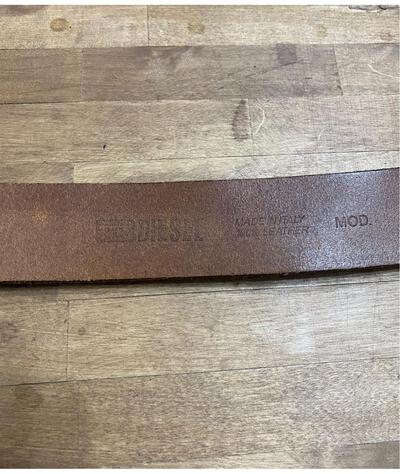 DIESEL
MADE IN ITALY
100% LEATHER
MOD.